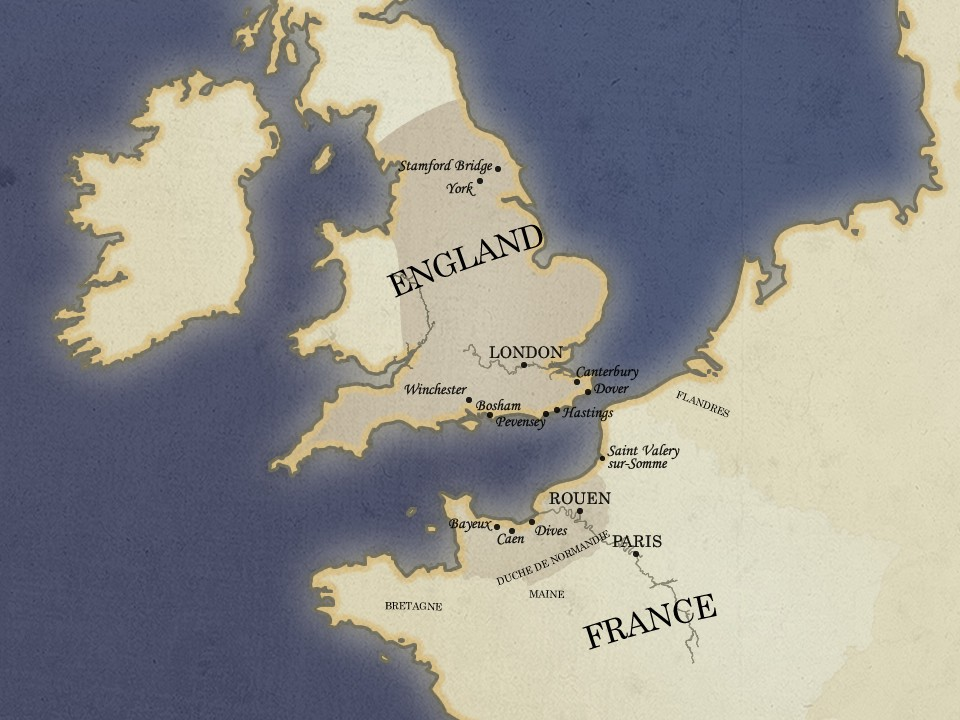 Stamford Bridge
York
ENGLAND
LONDON
Canterbury
Dover
Winchester
Bosham
Hastings
Pevensey
FLANDRES
Saint Valery
sur-Somme
ROUEN
Bayeux
Dives
Caen
PARIS
DUCHE DE NORMANDIE
MAINE
BRETAGNE
FRANCE